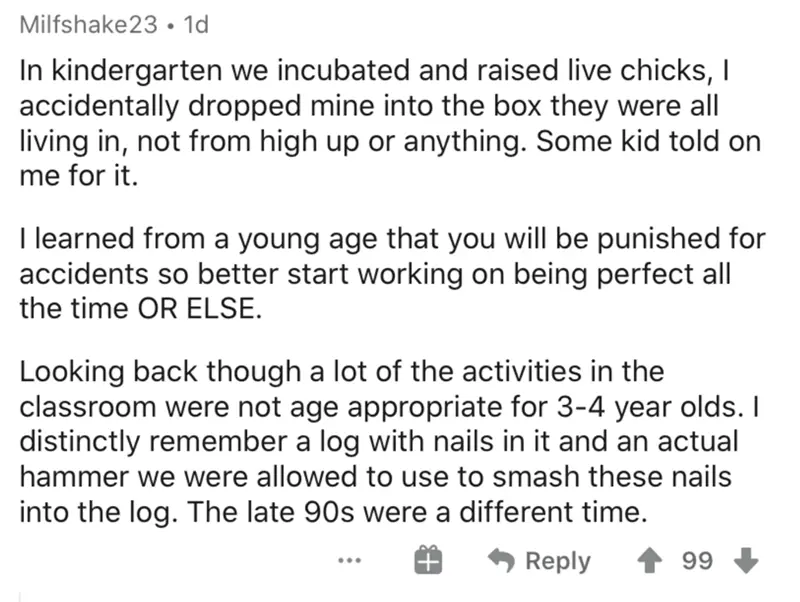 Milfshake23 • 1d
In kindergarten we incubated and raised live chicks, I
accidentally dropped mine into the box they were all
living in, not from high up or anything. Some kid told on
me for it.
I learned from a young age that you will be punished for
accidents so better start working on being perfect all
the time OR ELSE.
Looking back though a lot of the activities in the
classroom were not age appropriate for 3-4 year olds. I
distinctly remember a log with nails in it and an actual
hammer we were allowed to use to smash these nails
into the log. The late 90s were a different time.
... Reply 99